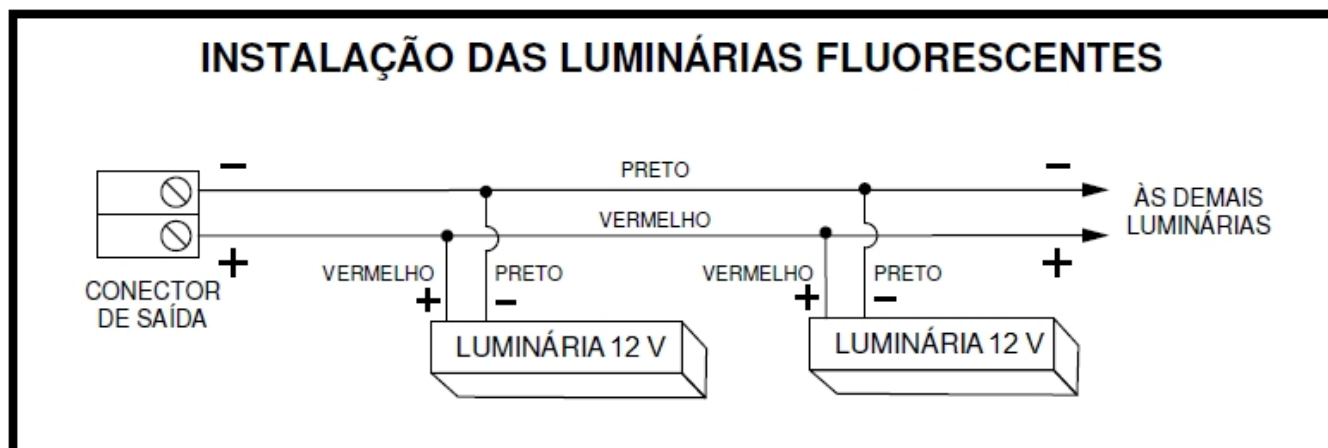 INSTALAÇÃO DAS LUMINÁRIAS FLUORESCENTES
−
PRETO
−
ÀS DEMAIS
LUMINÁRIAS
VERMELHO
+
+
CONECTOR
DE SAÍDA
VERMELHO
+
PRETO
−
VERMELHO
+
PRETO
−
LUMINÁRIA 12 V
LUMINÁRIA 12 V